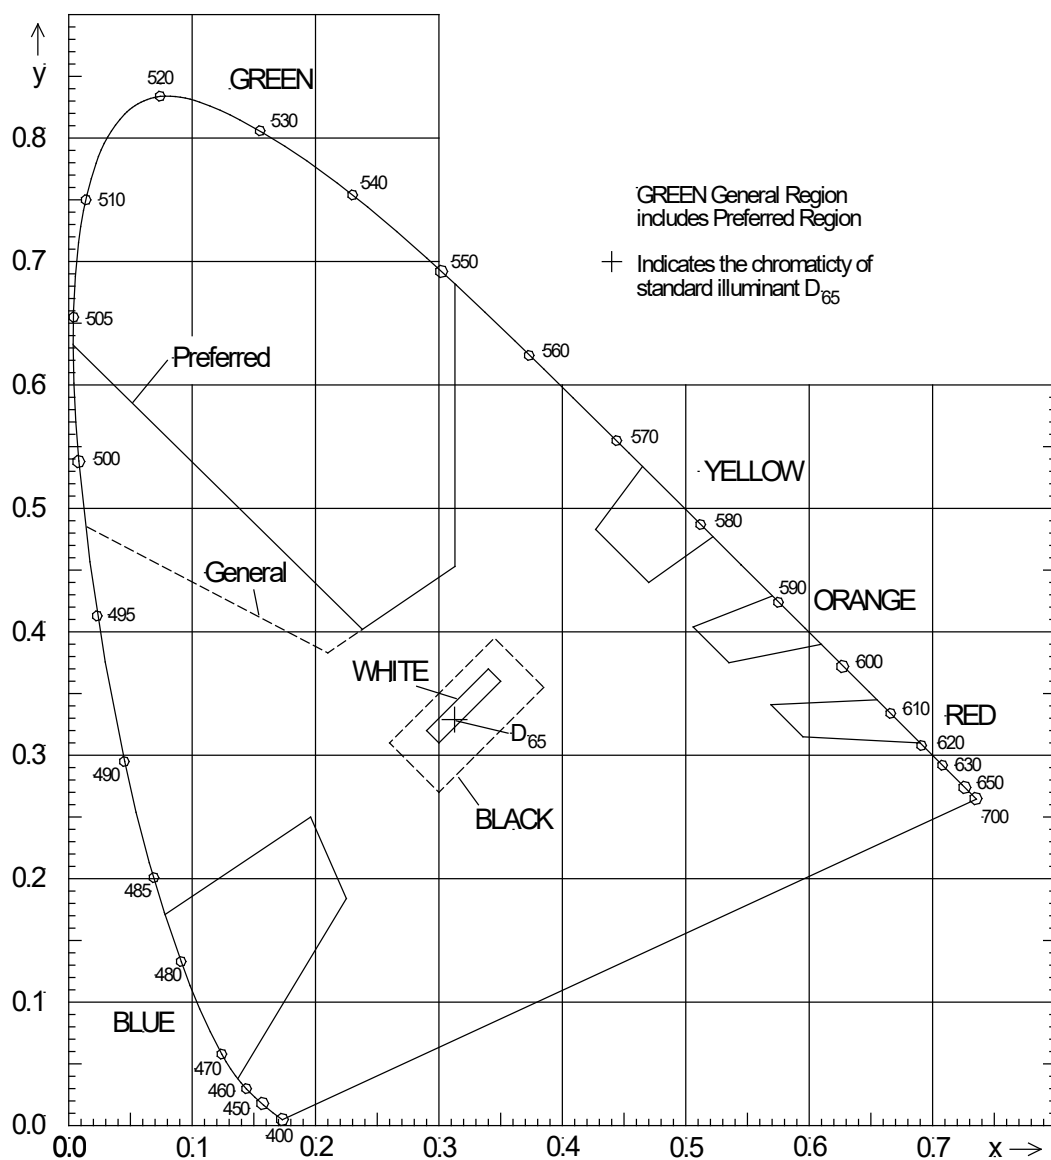 y
520
GREEN
530
0.8
540
510
GREEN General Region
includes Preferred Region
0.7
550
Indicates the chromaticty of
standard illuminant D65
505
560
Preferred
0.6
570
500
YELLOW
0.5
580
General
590
ORANGE
495
0.4
600
WHITE
610
RED
D65
620
0.3
490
630
650
BLACK
700
0.2
485
480
0.1
BLUE
470
460
450
0.0
400
0.0
0.1
0.2
0.3
0.4
0.5
0.6
0.7
x